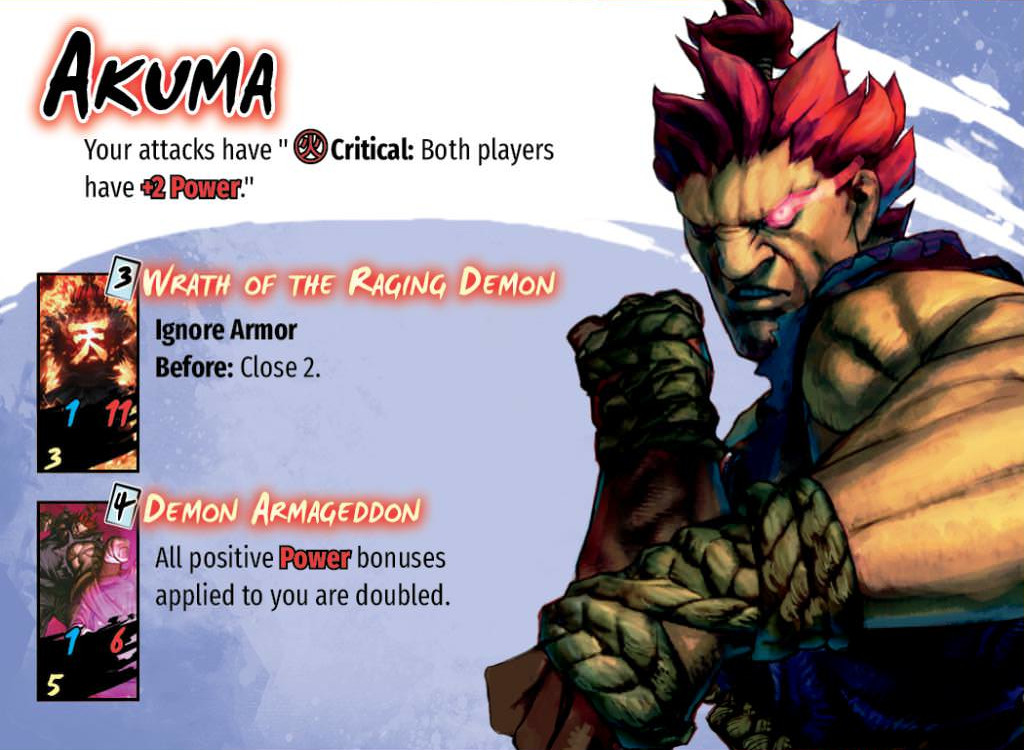 AKUMA
Your attacks have " Critical: Both players
have +2 Power."
3 WRATH OF THE RAGING DEMON
Ignore Armor
Before: Close 2.
天
1 11
3
4 DEMON ARMAGEDDON
All positive Power bonuses
applied to you are doubled.
1 6
5